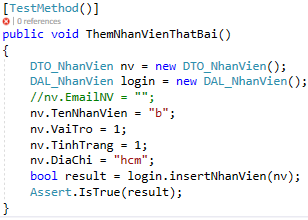 [TestMethod()]
0 references
public void ThemNhanVienThatBai()
{
DTO_NhanVien nv = new DTO_NhanVien();
DAL_NhanVien login = new DAL_NhanVien();
//nv.EmailNV = "";
nv.TenNhanVien = "b";
nv.VaiTro = 1;
nv.TinhTrang = 1;
nv.DiaChi = "hcm";
bool result = login.insertNhanVien(nv);
Assert.IsTrue(result);
}